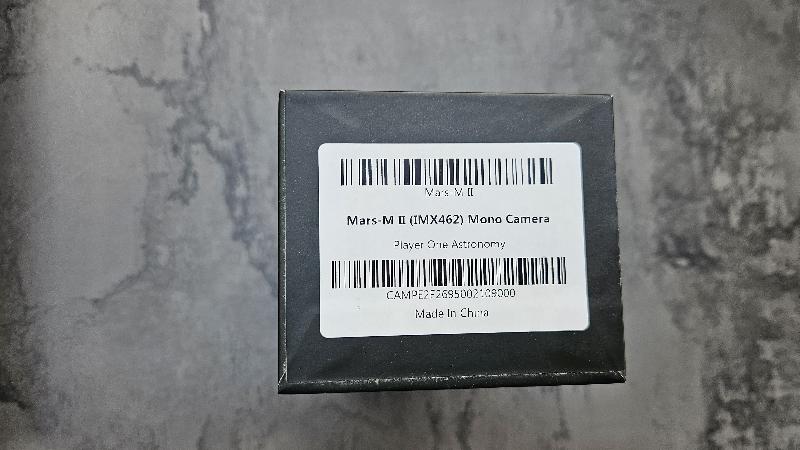 Mars-M II
Mars-M II (IMX462) Mono Camera
Player One Astronomy
CAMPE2F2695002109000
Made In China